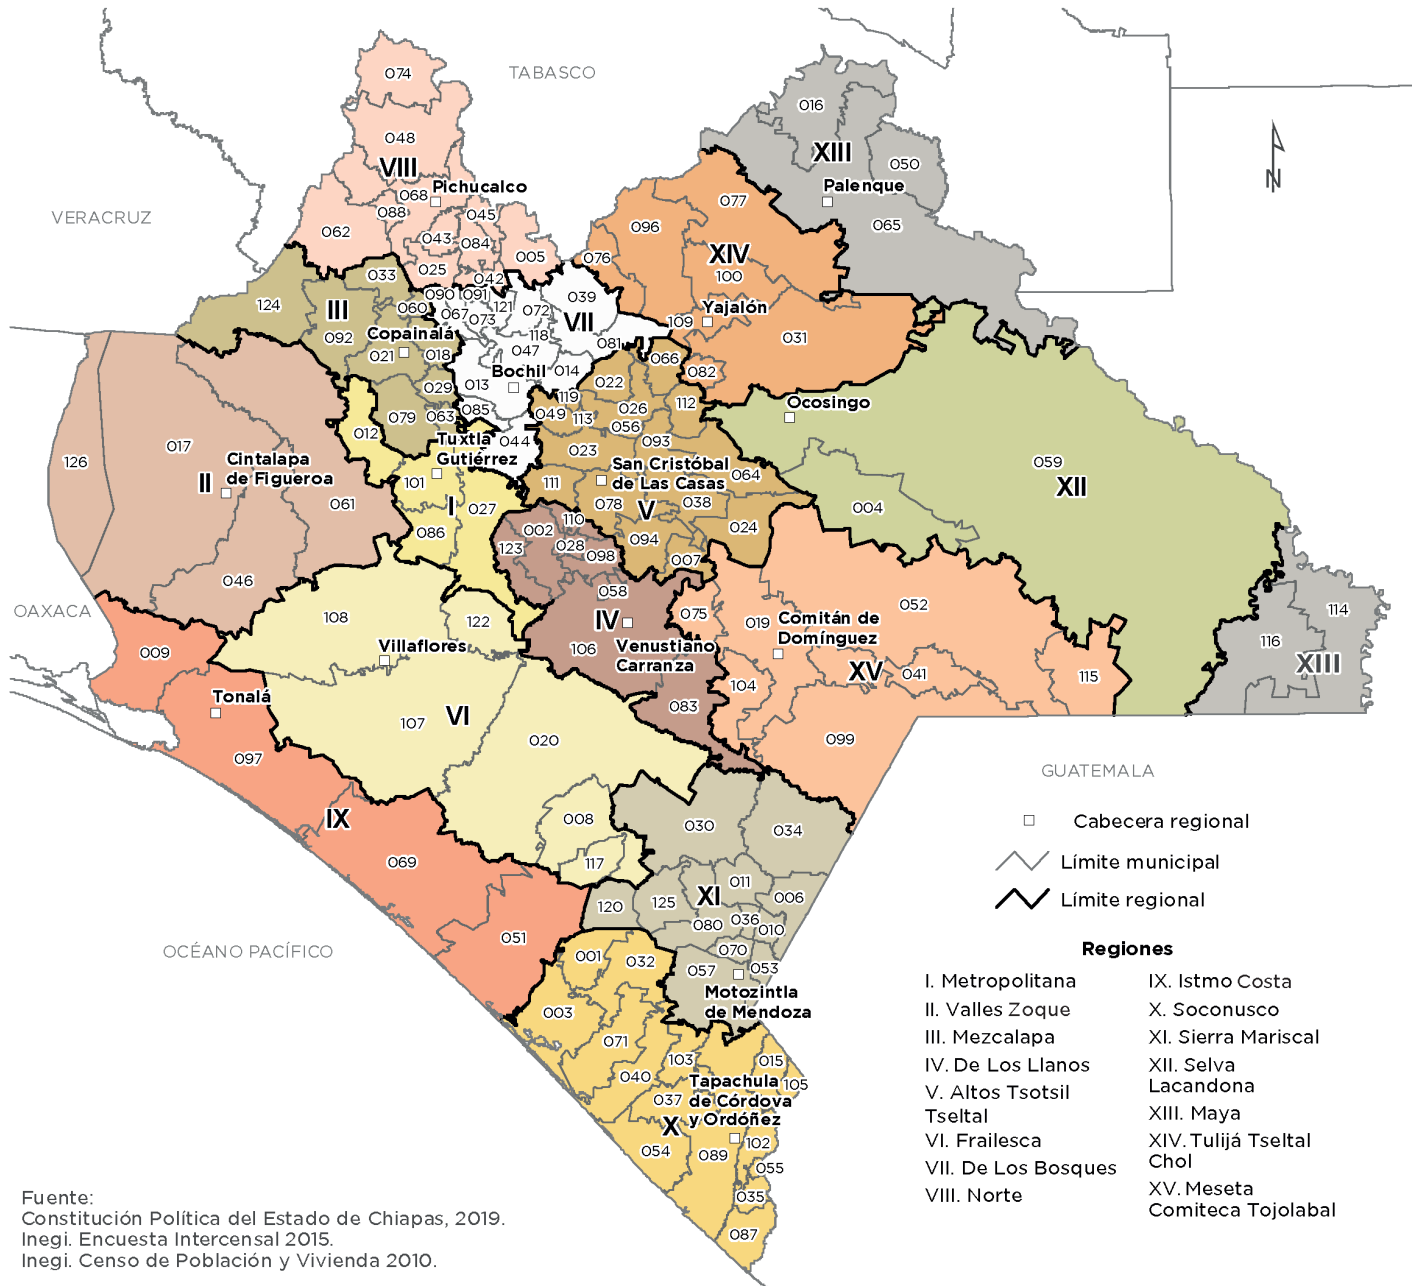 074
TABASCO
016
048
XIII
VIII
050
Pichucalco
068
Palenque
077
088
045
VERACRUZ
096
065
062
043
084
XIV
005
076
025
033
100
042
090
091
039
124
III
060
121
072
Yajalón
067
073
VII
109
Copainalá
092
118
031
081
047
021
018
066
014
Bochil
082
013
022
029
119
Ocosingo
085
026
112
049
113
079
063
056
012
Tuxtla
Gutiérrez
044
093
017
023
126
Cintalapa
de Figueroa
San Cristóbal
de Las Casas
059
064
II
101
111
XII
061
078
038
I
027
V
004
110
024
086
002
094
123
028
098
007
046
058
052
OAXACA
075
114
108
122
IV
019
Comitán de
Domínguez
116
106
Venustiano
Carranza
Villaflores
009
XIII
XV
041
115
104
Tonalá
083
VI
107
020
099
097
GUATEMALA
IX
008
030
034
Cabecera regional
069
117
Límite municipal
011
XI
006
125
120
Límite regional
036
080
010
051
OCÉANO PACÍFICO
070
Regiones
001
032
057
053
I. Metropolitana
II. Valles Zoque
III. Mezcalapa
IV. De Los Llanos
V. Altos Tsotsil
Tseltal
VI. Frailesca
VII. De Los Bosques
VIII. Norte
IX. Istmo Costa
X. Soconusco
XI. Sierra Mariscal
XII. Selva
Lacandona
XIII. Maya
XIV. Tulijá Tseltal
Chol
XV. Meseta
Comiteca Tojolabal
Motozintla
de Mendoza
003
071
103
015
040
105
Tapachula
de Córdova
y Ordóñez
037
X
054
089
102
055
035
087
N
Fuente:
Constitución Política del Estado de Chiapas, 2019.
Inegi. Encuesta Intercensal 2015.
Inegi. Censo de Población y Vivienda 2010.